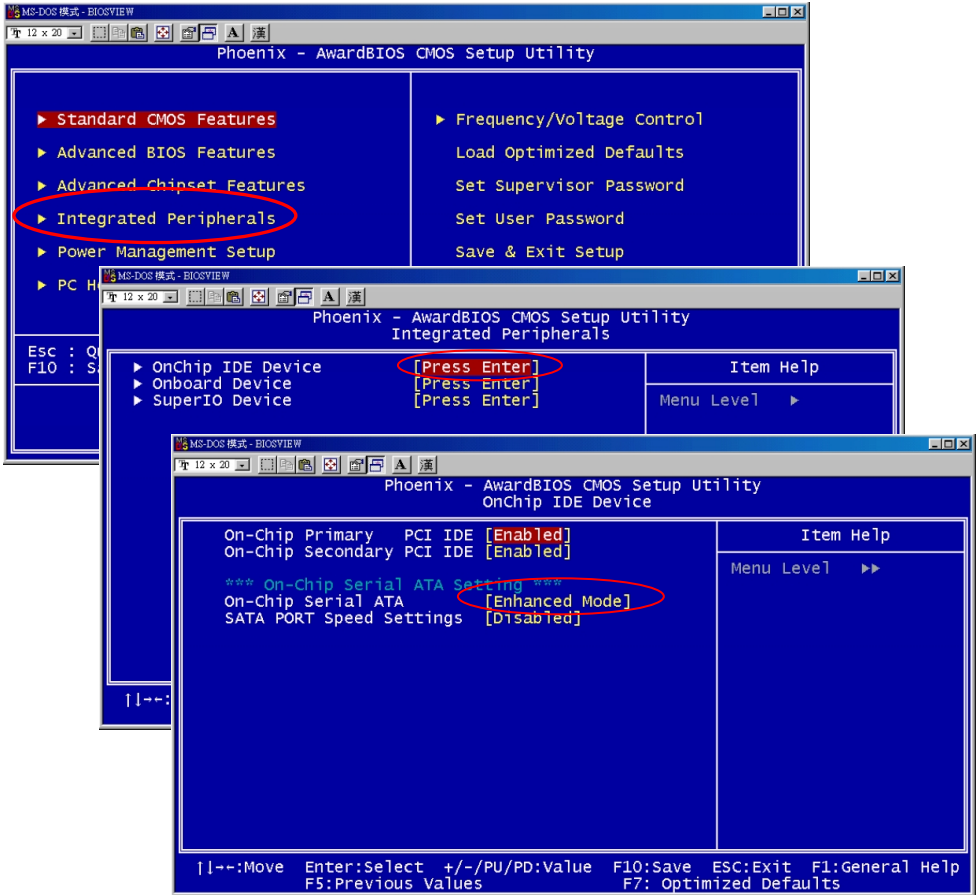 MS-DOS 模式 - BIOSVIEW
12 x 20
A 漢
Phoenix - AwardBIOS CMOS Setup Utility
Standard CMOS Features
Advanced BIOS Features
Advanced Chipset Features
Integrated Peripherals
Power Management Setup
PC H
Frequency/Voltage Control
Load Optimized Defaults
Set Supervisor Password
Set User Password
Save & Exit Setup
Esc : Q
F10 : S
MS-DOS 模式 - BIOSVIEW
12 x 20
A 漢
Phoenix - AwardBIOS CMOS Setup Utility
Integrated Peripherals
OnChip IDE Device [Press Enter]
Onboard Device [Press Enter]
SuperIO Device [Press Enter]
Item Help
Menu Level ►
↑↓→←:
MS-DOS 模式 - BIOSVIEW
12 x 20
A 漢
Phoenix - AwardBIOS CMOS Setup Utility
OnChip IDE Device
On-Chip Primary PCI IDE [Enabled]
On-Chip Secondary PCI IDE [Enabled]
*** On-Chip Serial ATA Setting ***
On-Chip Serial ATA [Enhanced Mode]
SATA PORT Speed Settings [Disabled]
Item Help
Menu Level ►►
↑↓→←:Move Enter:Select +/-/PU/PD:Value F10:Save ESC:Exit F1:General Help
F5:Previous Values F7: Optimized Defaults